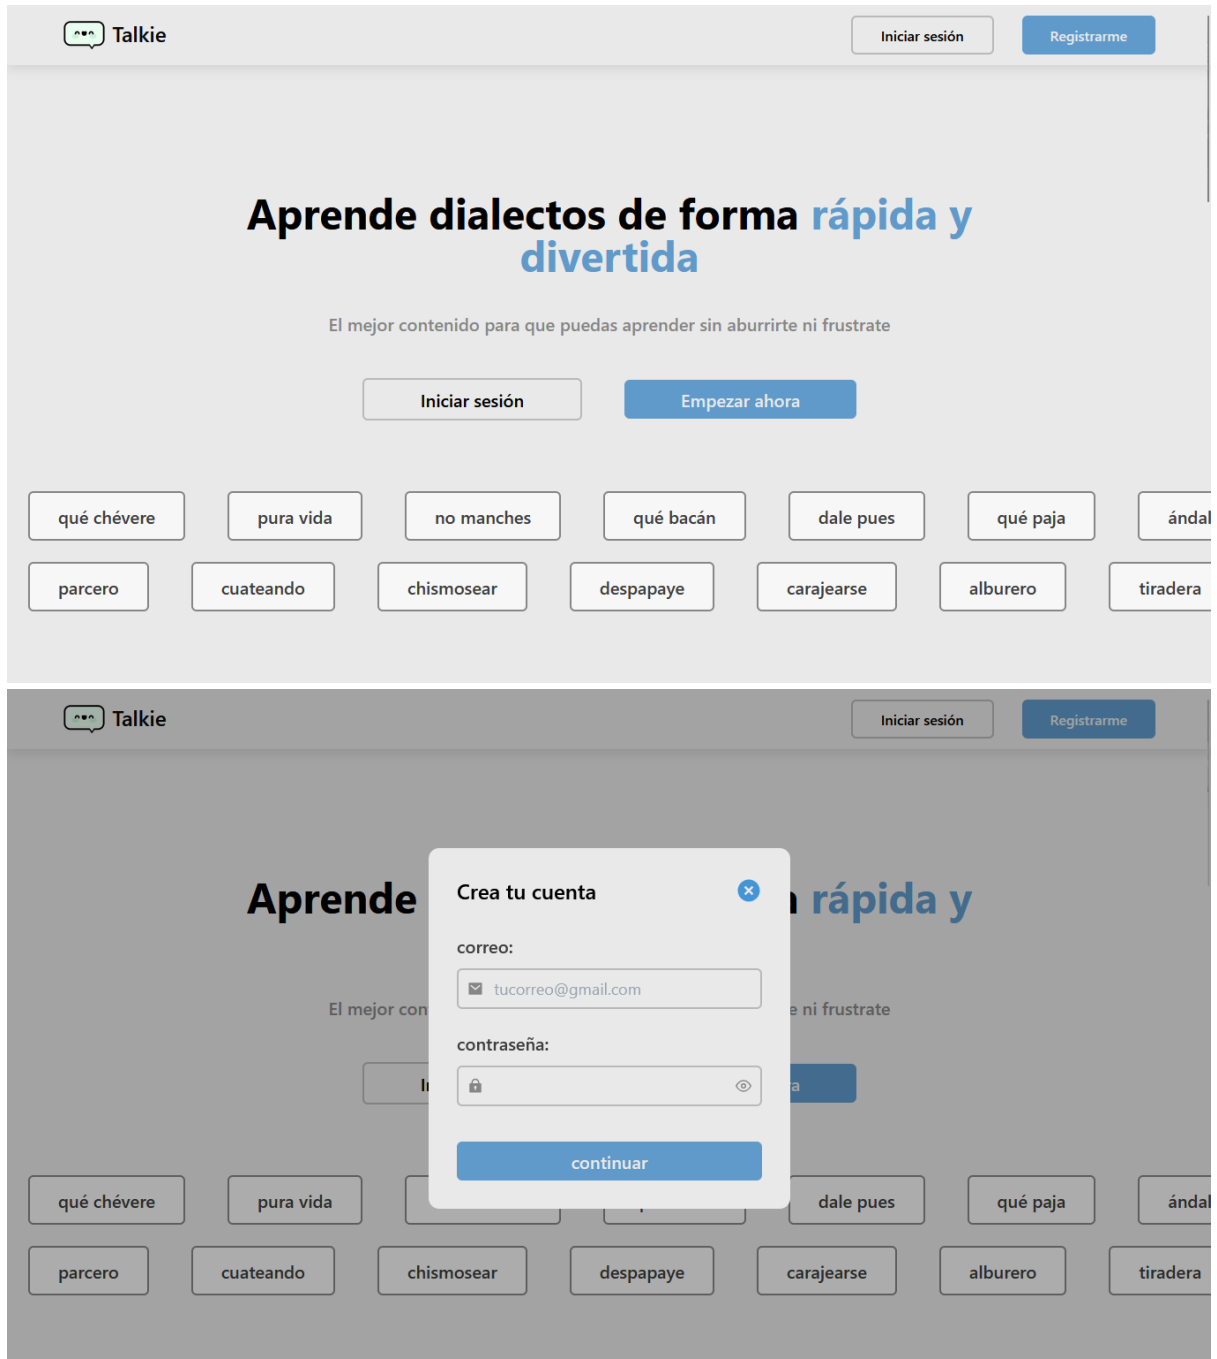 Talkie
Iniciar sesión
Registrarme
Aprende dialectos de forma rápida y
divertida
El mejor contenido para que puedas aprender sin aburrirte ni frustrate
Iniciar sesión
Empezar ahora
qué chévere
pura vida
no manches
qué bacán
dale pues
qué paja
ándal
parcero
cuateando
chismosear
despapaye
carajearse
alburero
tiradera
Talkie
Iniciar sesión
Registrarme
Aprende
rápida y
El mejor con
e ni frustrate
Crea tu cuenta
correo:
tucorreo@gmail.com
contraseña:
continuar
qué chévere
pura vida
dale pues
qué paja
ándal
parcero
cuateando
chismosear
despapaye
carajearse
alburero
tiradera